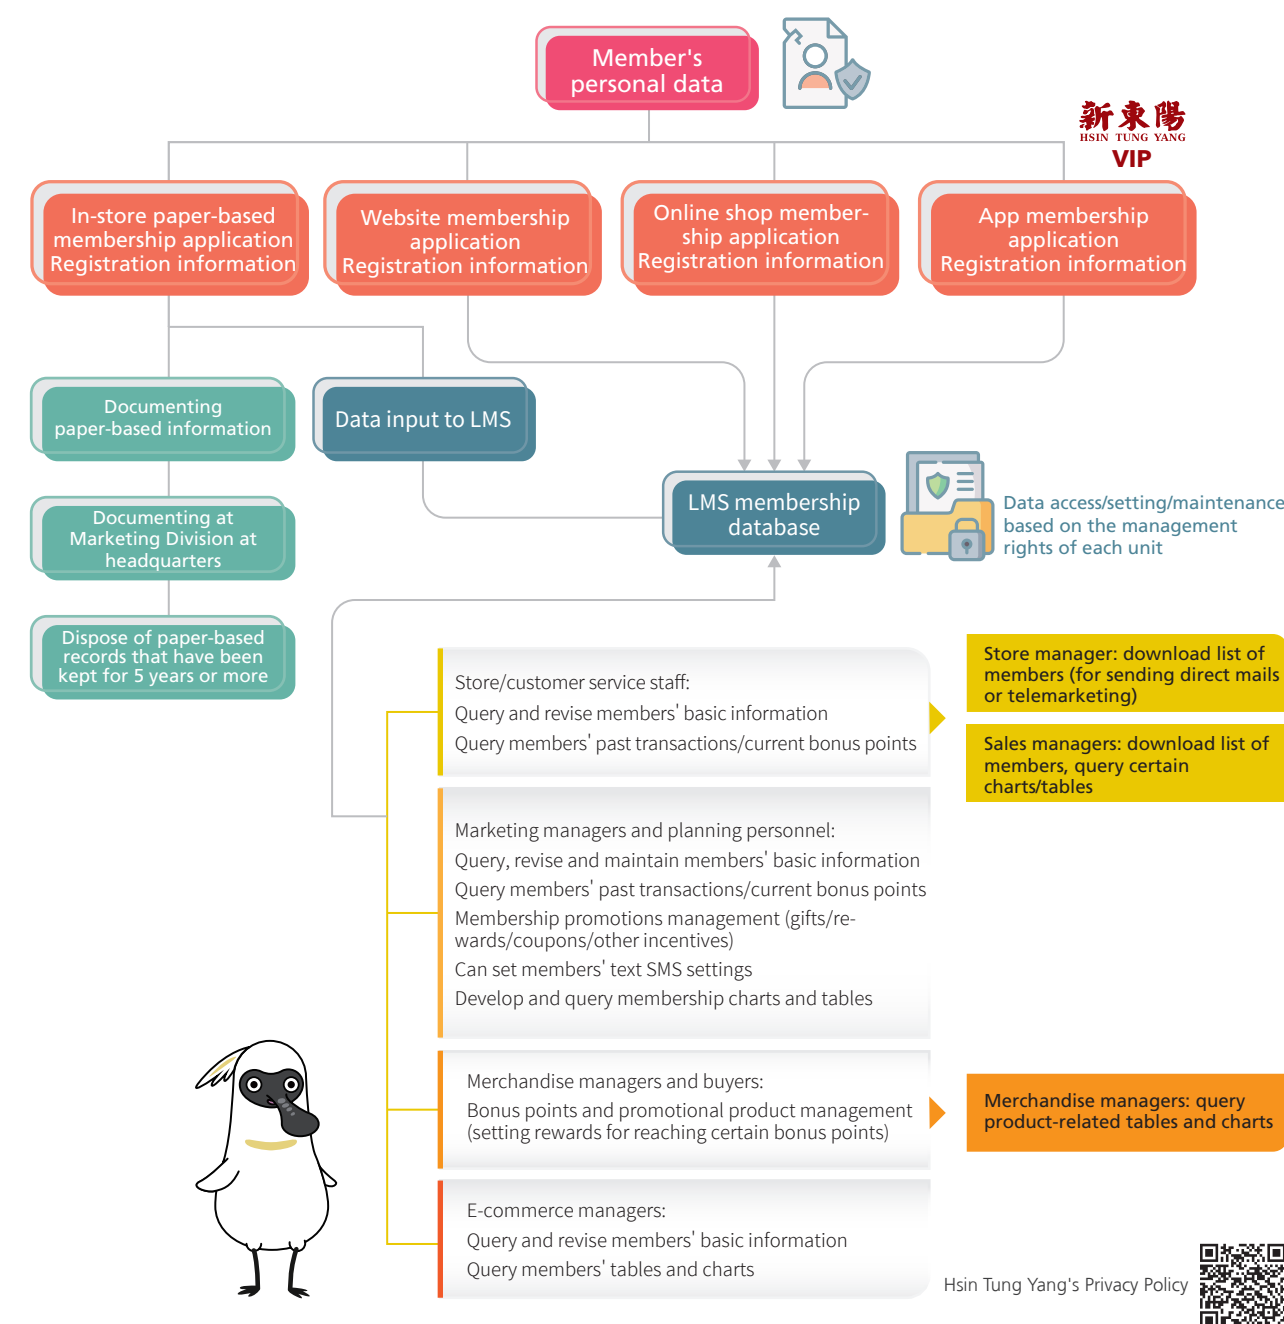 Member's
personal data
新東陽
HSIN TUNG YANG
VIP
In-store paper-based
membership application
Registration information
Website membership
application
Registration information
Online shop member-
ship application
Registration information
App membership
application
Registration information
Documenting
paper-based information
Data input to LMS
LMS membership
database
Data access/setting/maintenance
based on the management
rights of each unit
Documenting at
Marketing Division at
headquarters
Dispose of paper-based
records that have been
kept for 5 years or more
Store/customer service staff:
Query and revise members' basic information
Query members' past transactions/current bonus points
Store manager: download list of
members (for sending direct mails
or telemarketing)
Sales managers: download list of
members, query certain
charts/tables
Marketing managers and planning personnel:
Query, revise and maintain members' basic information
Query members' past transactions/current bonus points
Membership promotions management (gifts/re-
wards/coupons/other incentives)
Can set members' text SMS settings
Develop and query membership charts and tables
Merchandise managers and buyers:
Bonus points and promotional product management
(setting rewards for reaching certain bonus points)
Merchandise managers: query
product-related tables and charts
E-commerce managers:
Query and revise members' basic information
Query members' tables and charts
Hsin Tung Yang's Privacy Policy